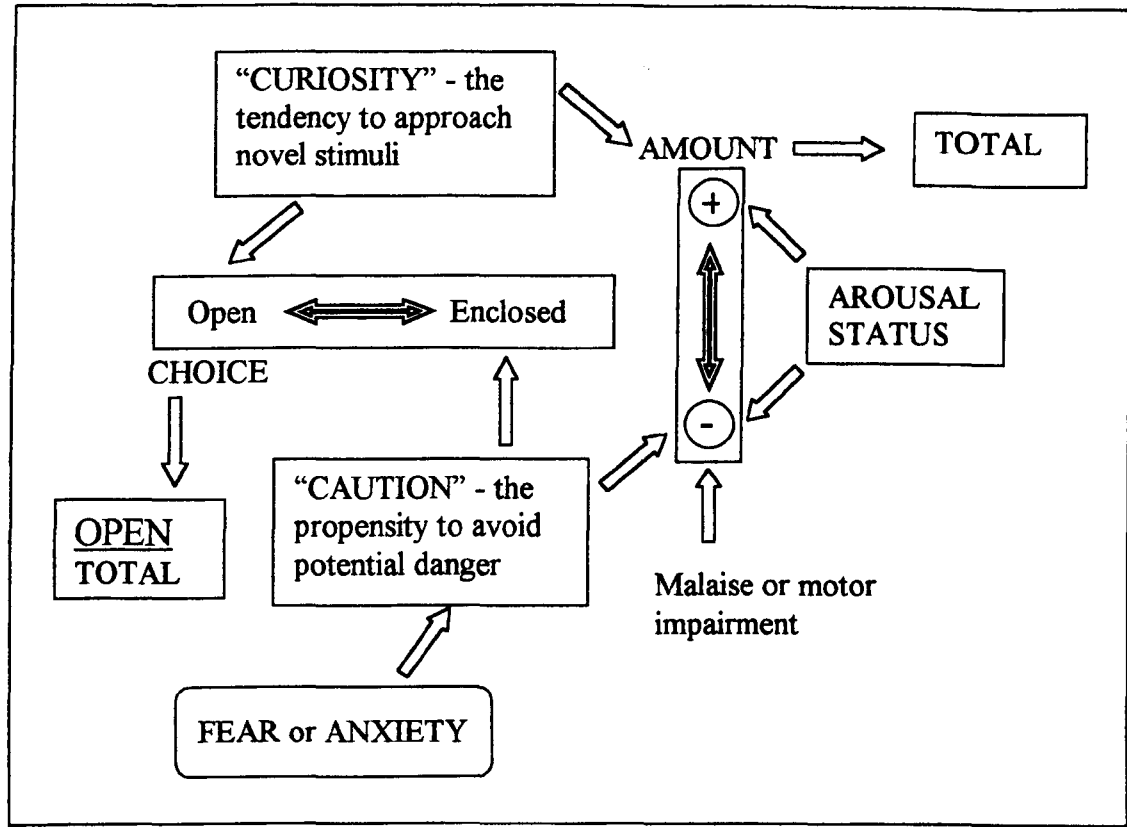 “CURIOSITY” - the
tendency to approach
novel stimuli
AMOUNT
TOTAL
+
Open
Enclosed
CHOICE
AROUSAL
STATUS
-
OPEN
TOTAL
“CAUTION” - the
propensity to avoid
potential danger
Malaise or motor
impairment
FEAR or ANXIETY